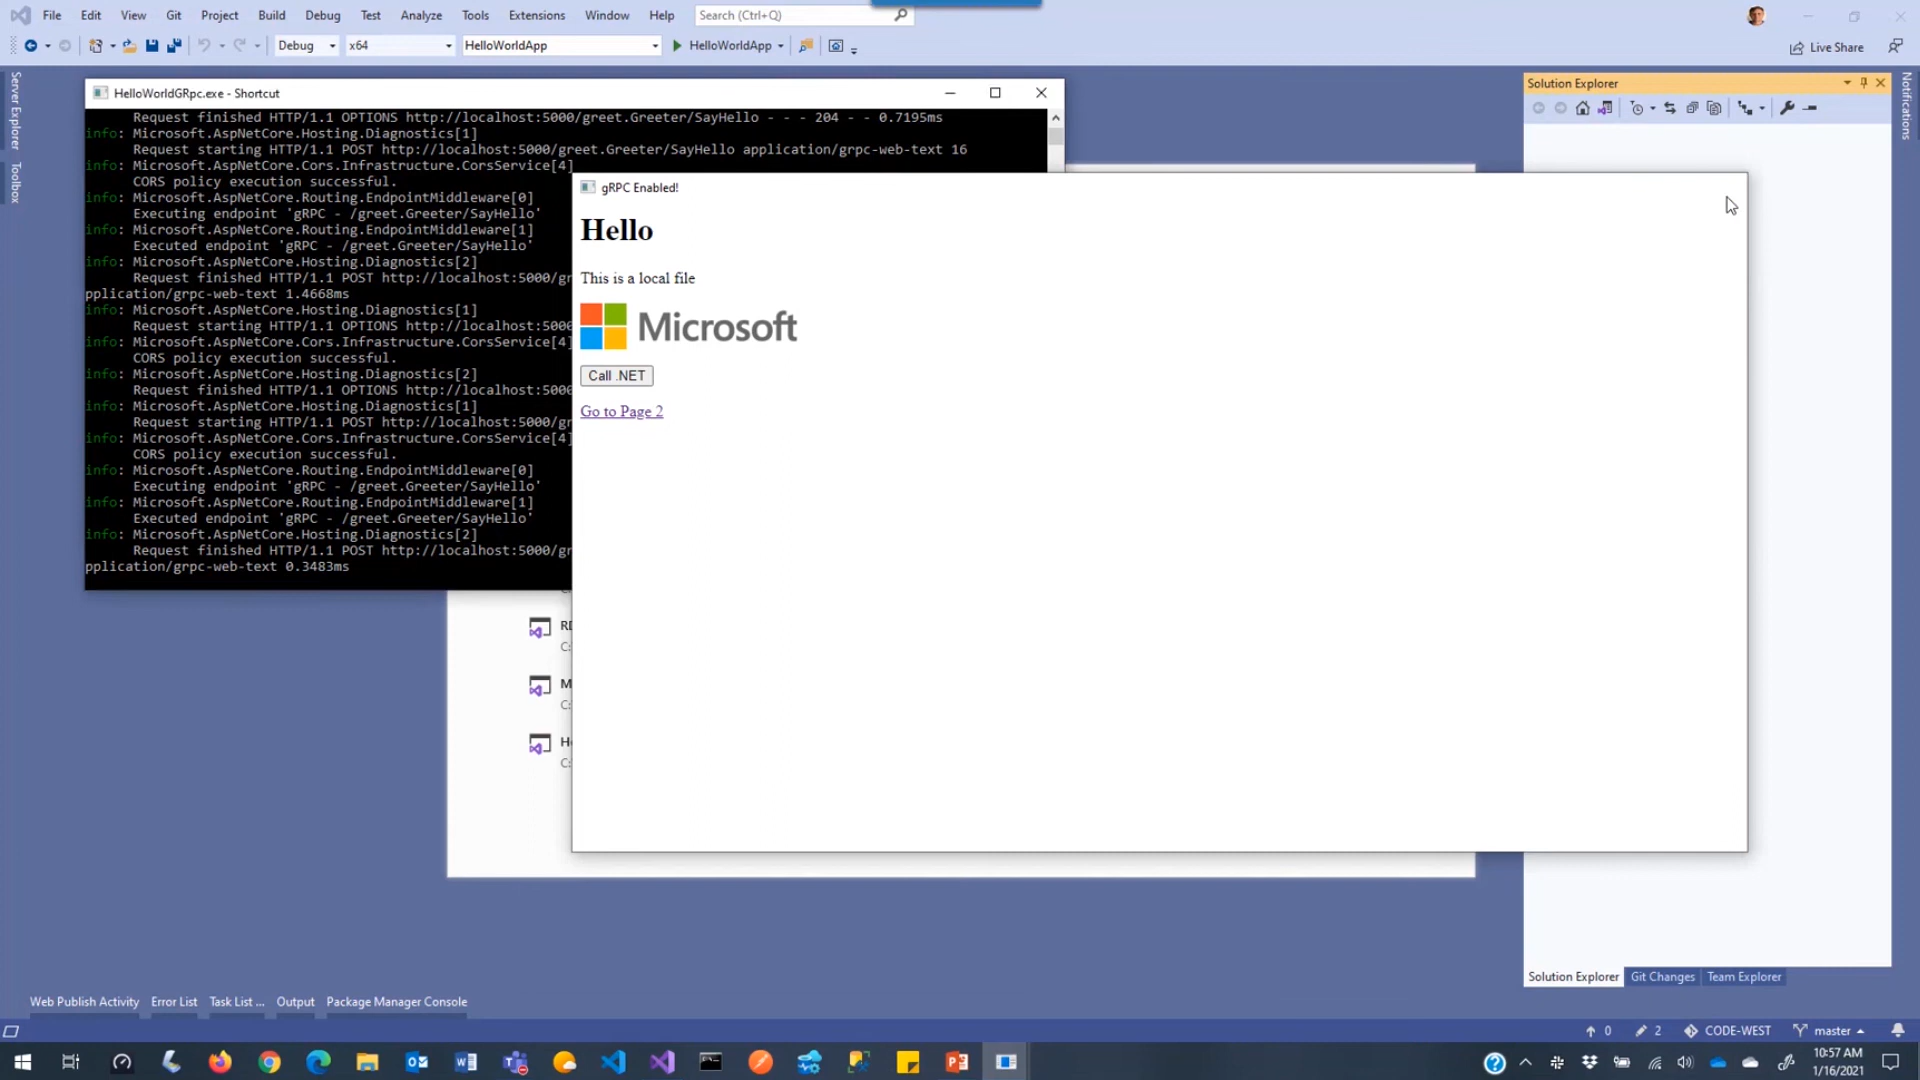 File Edit View Git Project Build Debug Test Analyze Tools Extensions Window Help Search (Ctrl+Q)
Debug x64 HelloWorldApp HelloWorldApp Live Share
Server Explorer
Toolbox
Notifications
HelloWorldGRpc.exe - Shortcut
Request finished HTTP/1.1 OPTIONS http://localhost:5000/greet.Greeter/SayHello - - - 204 - - 0.7195ms
info: Microsoft.AspNetCore.Hosting.Diagnostics[1]
Request starting HTTP/1.1 POST http://localhost:5000/greet.Greeter/SayHello application/grpc-web-text 16
info: Microsoft.AspNetCore.Cors.Infrastructure.CorsService[4]
CORS policy execution successful.
info: Microsoft.AspNetCore.Routing.EndpointMiddleware[0]
Executing endpoint 'gRPC - /greet.Greeter/SayHello'
info: Microsoft.AspNetCore.Routing.EndpointMiddleware[1]
Executed endpoint 'gRPC - /greet.Greeter/SayHello'
info: Microsoft.AspNetCore.Hosting.Diagnostics[2]
Request finished HTTP/1.1 POST http://localhost:5000/gr
pplication/grpc-web-text 1.4668ms
info: Microsoft.AspNetCore.Hosting.Diagnostics[1]
Request starting HTTP/1.1 OPTIONS http://localhost:5000
info: Microsoft.AspNetCore.Cors.Infrastructure.CorsService[4]
CORS policy execution successful.
info: Microsoft.AspNetCore.Hosting.Diagnostics[2]
Request finished HTTP/1.1 OPTIONS http://localhost:5000
info: Microsoft.AspNetCore.Hosting.Diagnostics[1]
Request starting HTTP/1.1 POST http://localhost:5000/gr
info: Microsoft.AspNetCore.Cors.Infrastructure.CorsService[4]
CORS policy execution successful.
info: Microsoft.AspNetCore.Routing.EndpointMiddleware[0]
Executing endpoint 'gRPC - /greet.Greeter/SayHello'
info: Microsoft.AspNetCore.Routing.EndpointMiddleware[1]
Executed endpoint 'gRPC - /greet.Greeter/SayHello'
info: Microsoft.AspNetCore.Hosting.Diagnostics[2]
Request finished HTTP/1.1 POST http://localhost:5000/gr
pplication/grpc-web-text 0.3483ms
gRPC Enabled!
Hello
This is a local file
Microsoft
Call .NET
Go to Page 2
C:
M
C:
C:
Solution Explorer
Solution Explorer Git Changes Team Explorer
Web Publish Activity Error List Task List ... Output Package Manager Console
0 2 CODE-WEST master
10:57 AM
1/16/2021